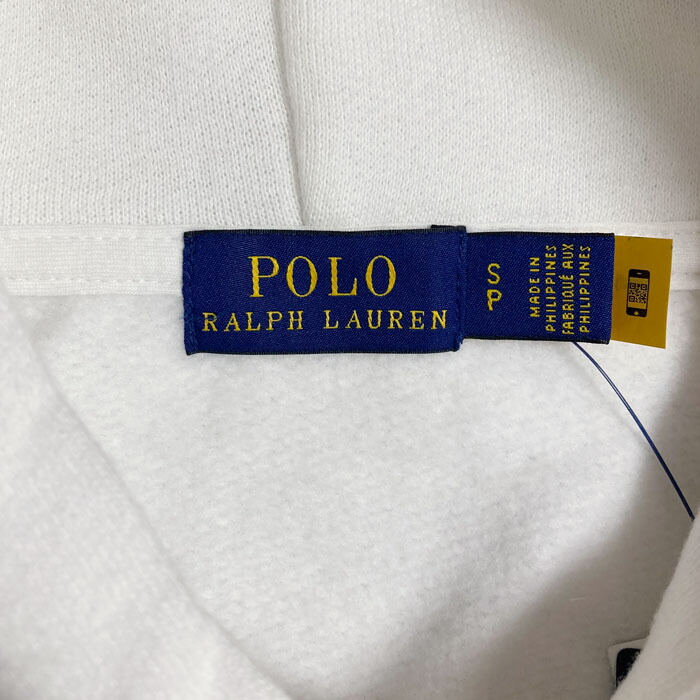 POLO
RALPH LAUREN
S
P
MADE IN
PHILIPPINES
FABRIQUÉ AUX
PHILIPPINES